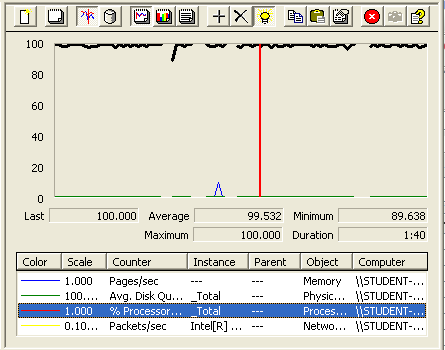 100
80
60
40
20
0
Last 100.000 Average 99.532 Minimum 89.638
Maximum 100.000 Duration 1:40
Color Scale Counter Instance Parent Object Computer
1.000 Pages/sec --- --- Memory \\STUDENT-...
100.... Avg. Disk Qu... _Total --- Physic... \\STUDENT-...
1.000 % Processor... _Total --- Proces... \\STUDENT-...
0.10... Packets/sec Intel[R] ... --- Netwo... \\STUDENT-...